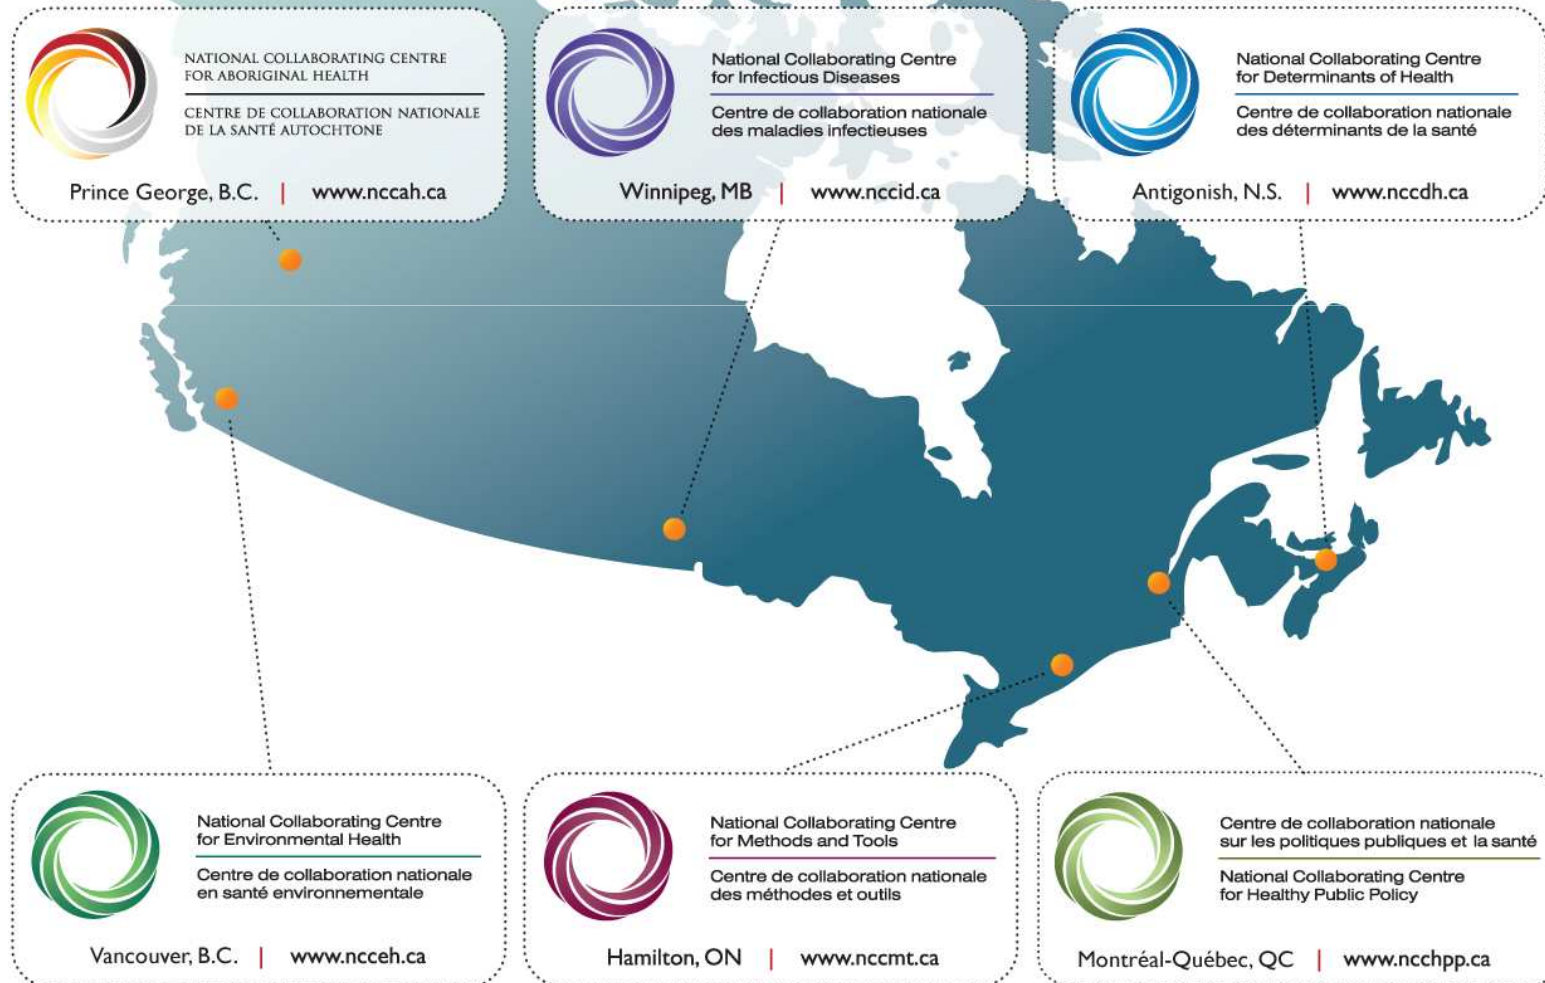 NATIONAL COLLABORATING CENTRE
FOR ABORIGINAL HEALTH
CENTRE DE COLLABORATION NATIONALE
DE LA SANTÉ AUTOCHTONE
Prince George, B.C. | www.nccah.ca
National Collaborating Centre
for Infectious Diseases
Centre de collaboration nationale
des maladies infectieuses
Winnipeg, MB | www.nccid.ca
National Collaborating Centre
for Determinants of Health
Centre de collaboration nationale
des déterminants de la santé
Antigonish, N.S. | www.nccdh.ca
National Collaborating Centre
for Environmental Health
Centre de collaboration nationale
en santé environnementale
Vancouver, B.C. | www.ncceh.ca
National Collaborating Centre
for Methods and Tools
Centre de collaboration nationale
des méthodes et outils
Hamilton, ON | www.nccmt.ca
Centre de collaboration nationale
sur les politiques publiques et la santé
National Collaborating Centre
for Healthy Public Policy
Montréal-Québec, QC | www.ncchpp.ca